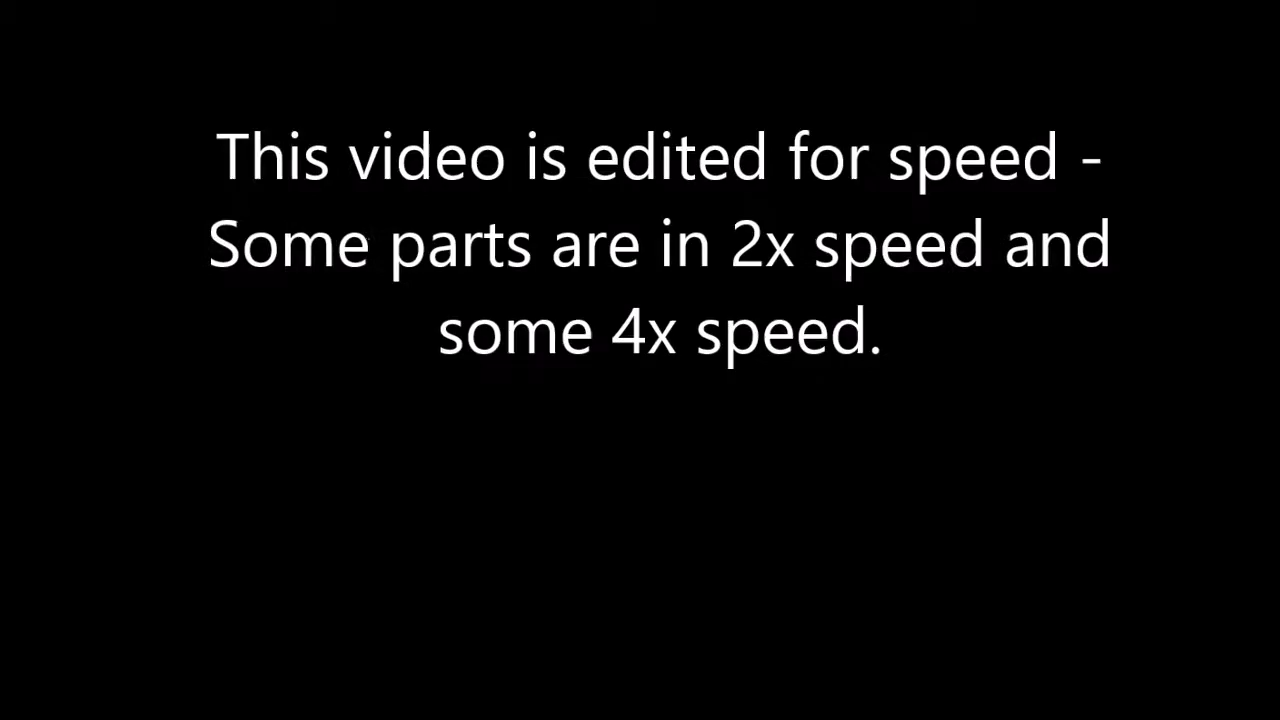 This video is edited for speed -
Some parts are in 2x speed and
some 4x speed.